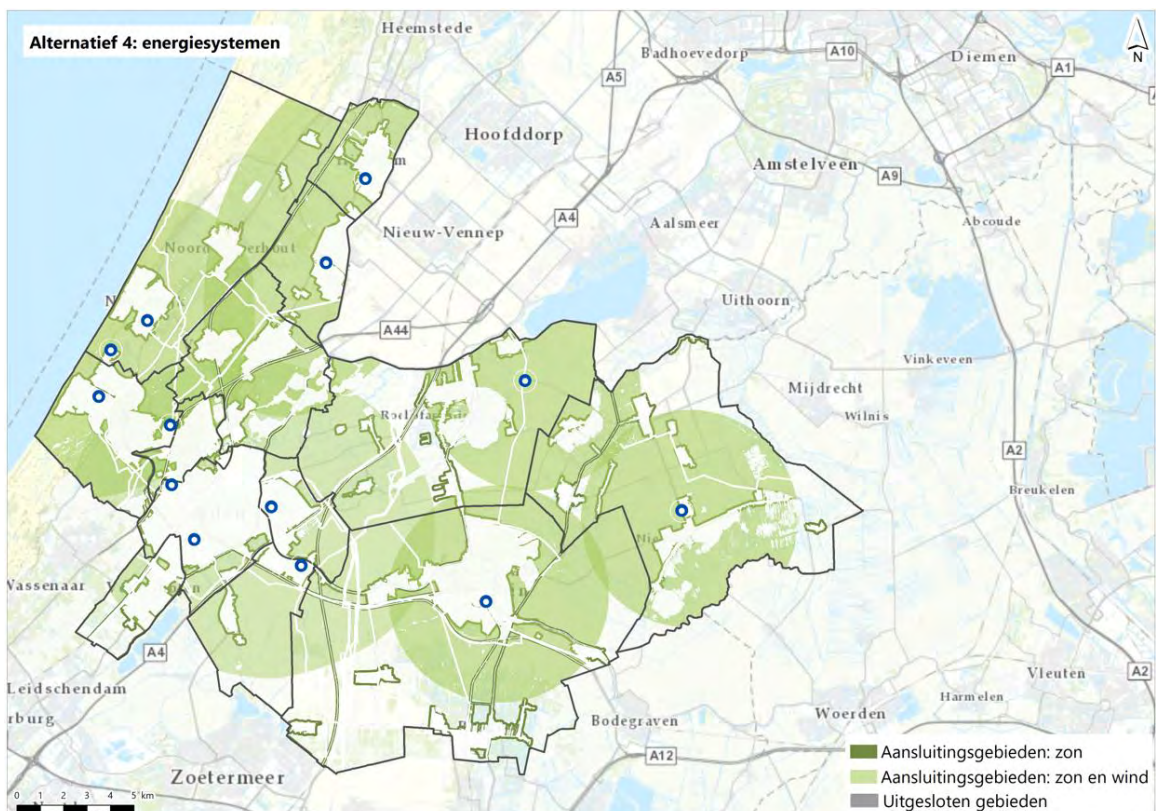 Alternatief 4: energiesystemen
Heemstede
Badhoevedorp
A10
Diemen
A1
N
A5
Hoofddorp
Amstelveen
A9
A4
Aalsmeer
Abcoude
Nieuw-Vennep
Uithoorn
A44
Vinkeveen
Mijdrecht
Wilnis
A2
Breukelen
Wassenaar
A4
Leidschendam
rburg
Vleuten
A2
Harmelen
Bodegraven
Woerden
A12
Zoetermeer
Aansluitingsgebieden: zon
Aansluitingsgebieden: zon en wind
Uitgesloten gebieden
0 1 2 3 4 5 km